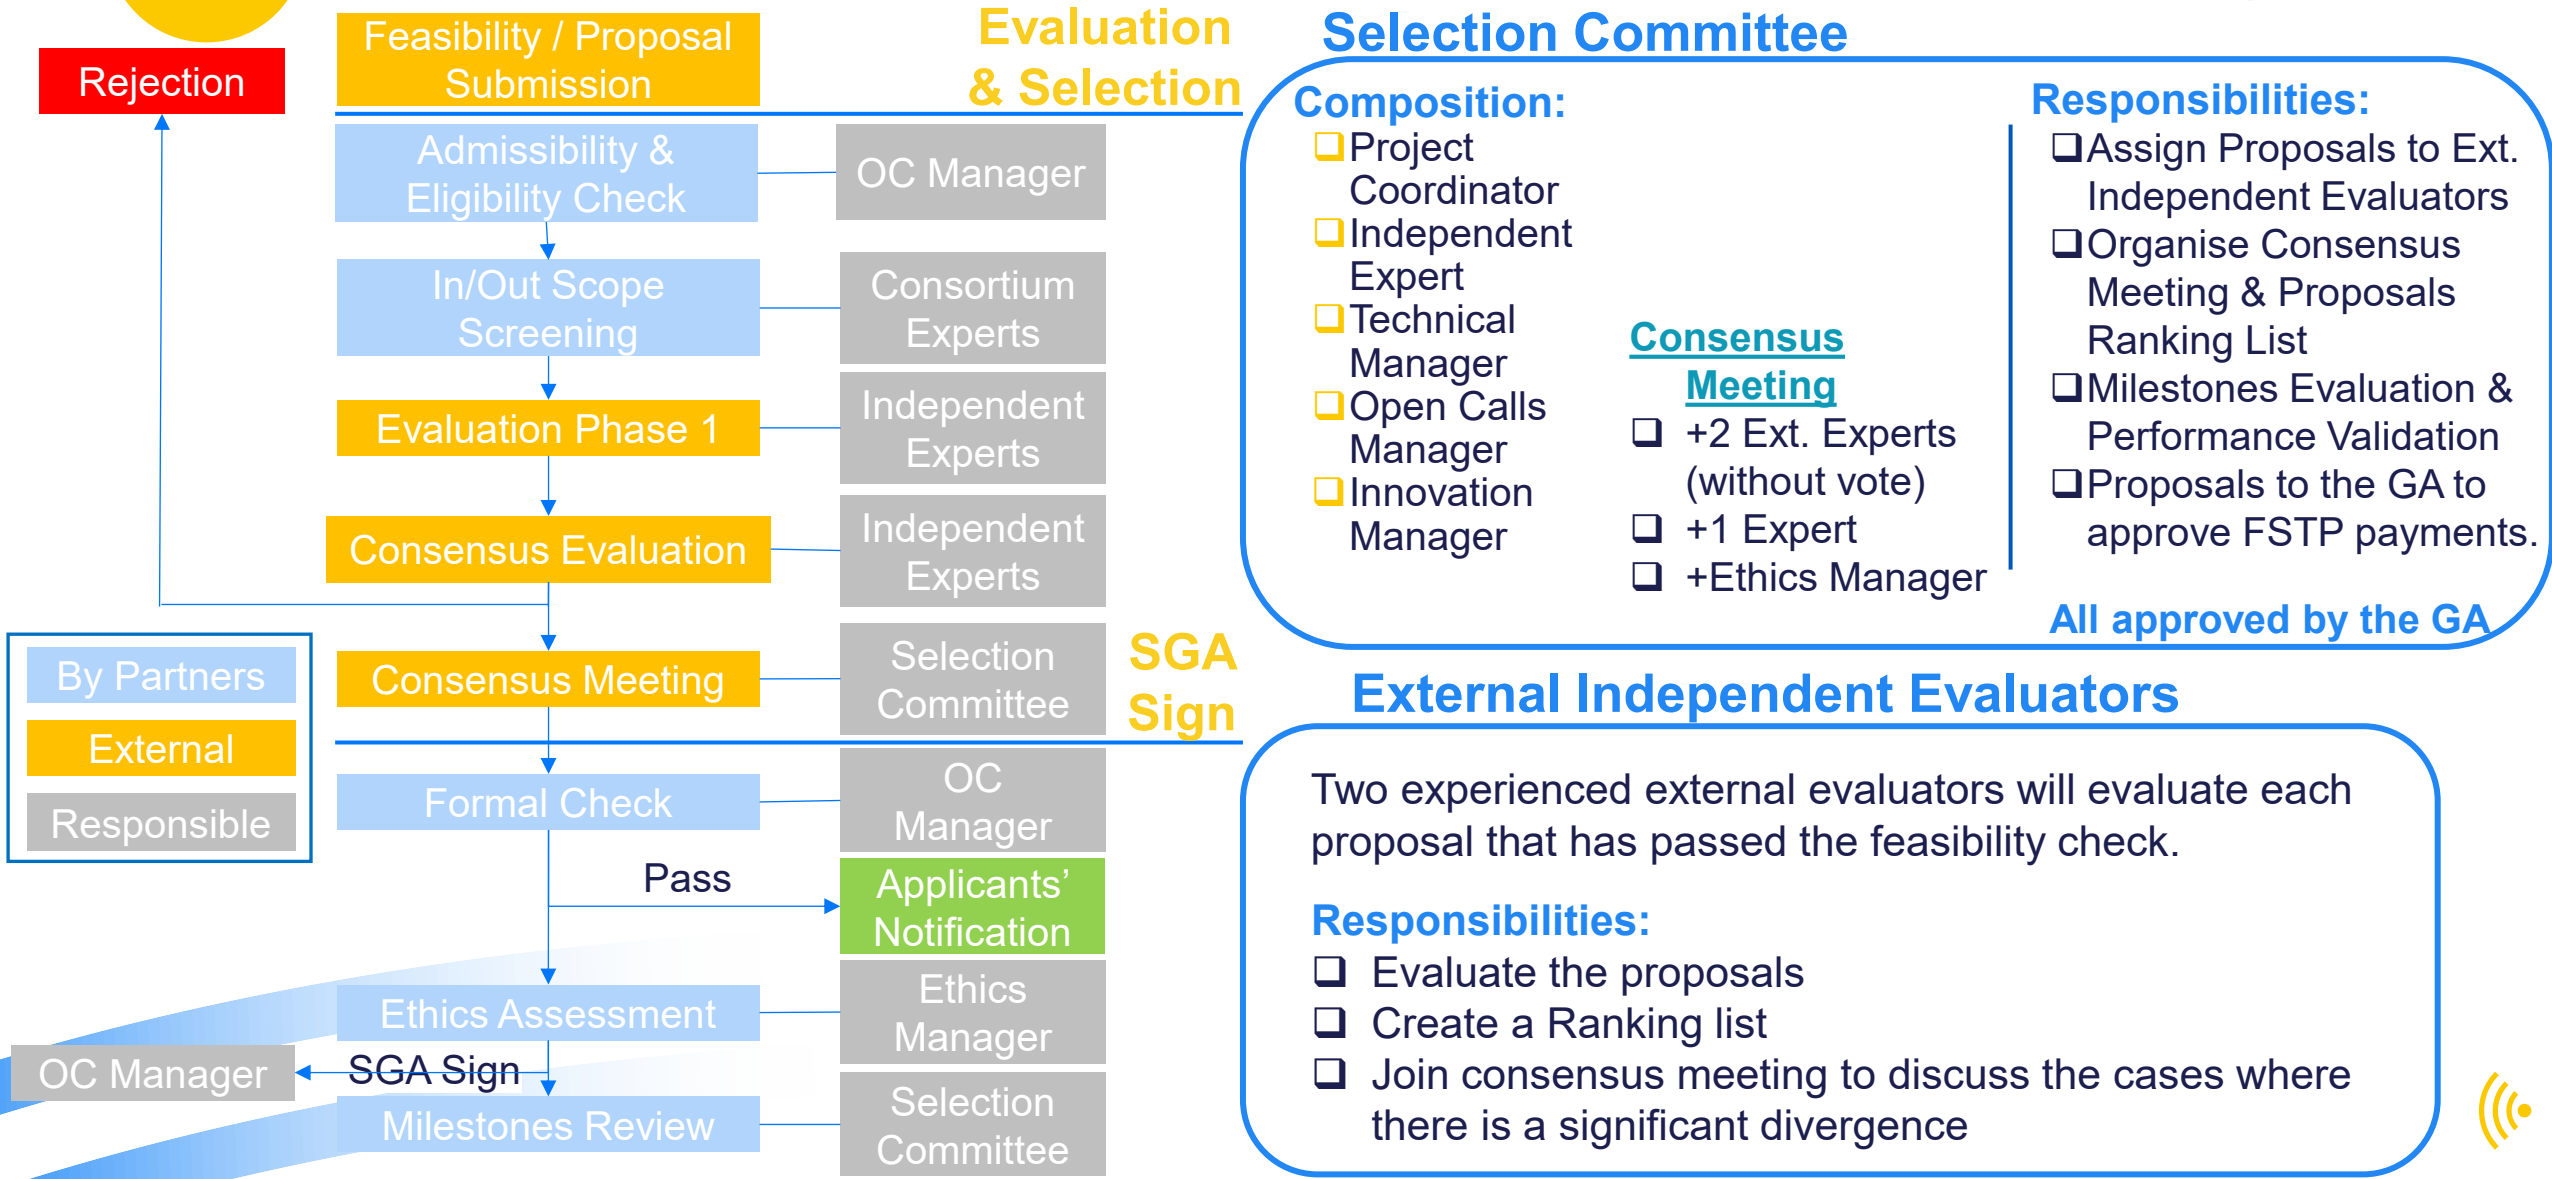 Rejection
Feasibility / Proposal
Submission
Evaluation
& Selection
Admissibility &
Eligibility Check
OC Manager
In/Out Scope
Screening
Consortium
Experts
Evaluation Phase 1
Independent
Experts
Consensus Evaluation
Independent
Experts
Consensus Meeting
Selection
Committee
SGA
Sign
By Partners
External
Responsible
Formal Check
OC
Manager
Pass
Applicants’
Notification
Ethics Assessment
Ethics
Manager
OC Manager
SGA Sign
Milestones Review
Selection
Committee
Selection Committee
Composition:
Project
Coordinator
Independent
Expert
Technical
Manager
Open Calls
Manager
Innovation
Manager
Consensus
Meeting
+2 Ext. Experts
(without vote)
+1 Expert
+Ethics Manager
Responsibilities:
Assign Proposals to Ext.
Independent Evaluators
Organise Consensus
Meeting & Proposals
Ranking List
Milestones Evaluation &
Performance Validation
Proposals to the GA to
approve FSTP payments.
All approved by the GA
External Independent Evaluators
Two experienced external evaluators will evaluate each
proposal that has passed the feasibility check.
Responsibilities:
Evaluate the proposals
Create a Ranking list
Join consensus meeting to discuss the cases where
there is a significant divergence